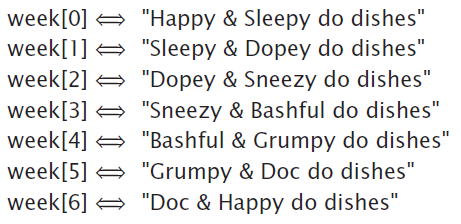 week[0] ⟺ "Happy & Sleepy do dishes"
week[1] ⟺ "Sleepy & Dopey do dishes"
week[2] ⟺ "Dopey & Sneezy do dishes"
week[3] ⟺ "Sneezy & Bashful do dishes"
week[4] ⟺ "Bashful & Grumpy do dishes"
week[5] ⟺ "Grumpy & Doc do dishes"
week[6] ⟺ "Doc & Happy do dishes"